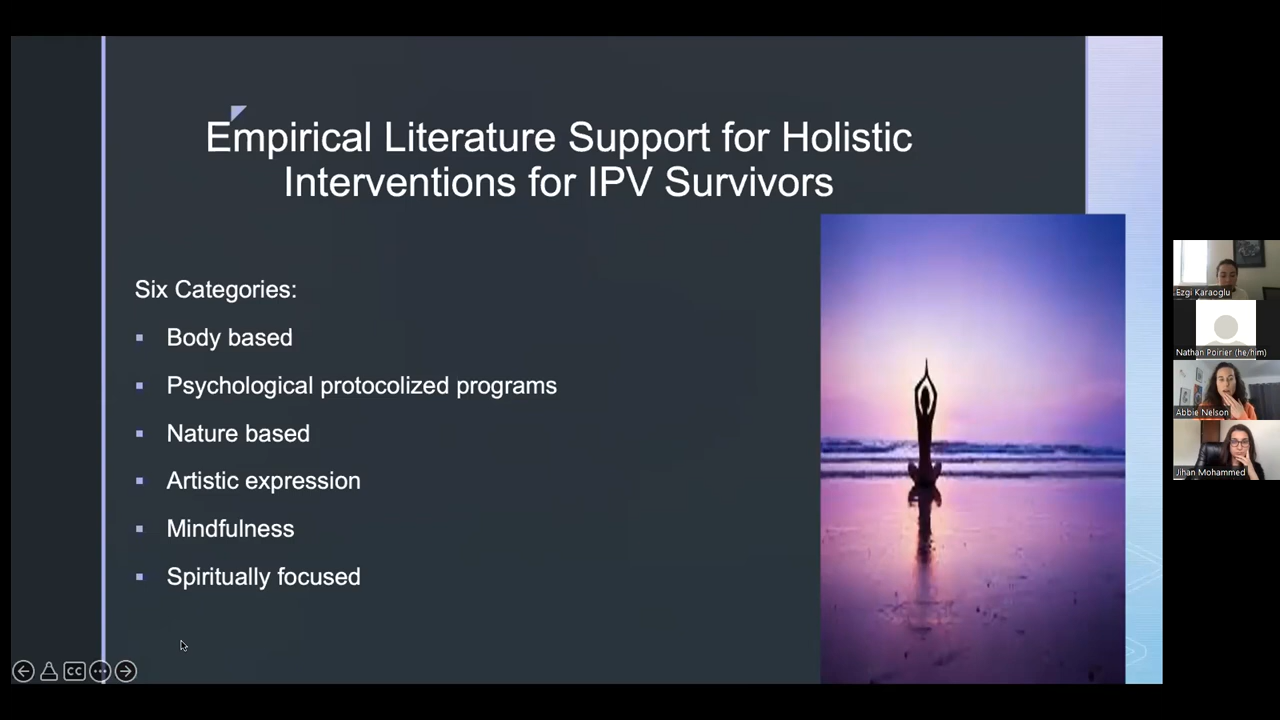 Empirical Literature Support for Holistic
Interventions for IPV Survivors
Six Categories:
Body based
Psychological protocolized programs
Nature based
Artistic expression
Mindfulness
Spiritually focused
CC
Ezgi Karaoglu
Nathan Poirier (he/him)
Abbie Nelson
Jihan Mohammed